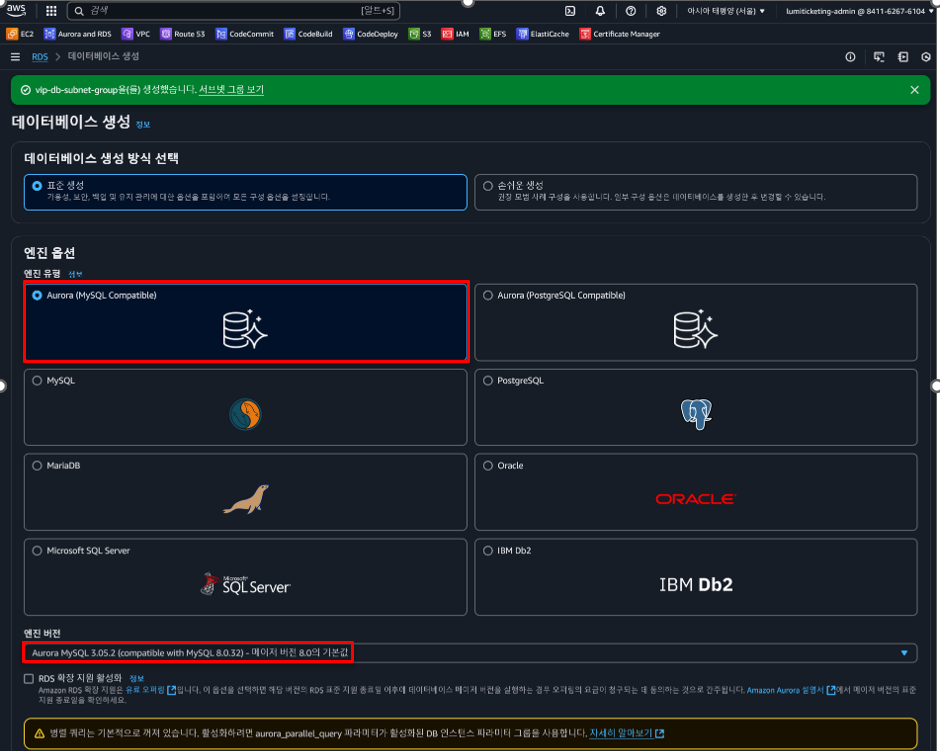 aws
검색 [알트+S] 아시아 태평양 (서울) ▼ lumiticketing-admin @ 8411-6267-6104 ▼
EC2 Aurora and RDS VPC Route 53 CodeCommit CodeBuild CodeDeploy S3 IAM EFS ElastiCache Certificate Manager
RDS > 데이터베이스 생성
vip-db-subnet-group을(를) 생성했습니다. 서브넷 그룹 보기
데이터베이스 생성 정보
데이터베이스 생성 방식 선택
표준 생성
가용성, 보안, 백업 및 유지 관리에 대한 옵션을 포함하여 모든 구성 옵션을 설정합니다.
손쉬운 생성
권장 모범 사례 구성을 사용합니다. 일부 구성 옵션은 데이터베이스를 생성한 후 변경할 수 있습니다.
엔진 옵션
엔진 유형 정보
Aurora (MySQL Compatible)
Aurora (PostgreSQL Compatible)
MySQL
PostgreSQL
MariaDB
Oracle
ORACLE
Microsoft SQL Server
Microsoft SQL Server
IBM Db2
IBM Db2
엔진 버전
Aurora MySQL 3.05.2 (compatible with MySQL 8.0.32) - 메이저 버전 8.0의 기본값
RDS 확장 지원 활성화 정보
Amazon RDS 확장 지원은 유료 오퍼링입니다. 이 옵션을 선택하면 해당 버전의 RDS 표준 지원 종료일 이후에 데이터베이스 메이저 버전을 실행하는 경우 오퍼링의 요금이 청구되는 데 동의하는 것으로 간주됩니다. Amazon Aurora 설명서에서 메이저 버전의 표준
지원 종료일을 확인하세요.
병렬 쿼리는 기본적으로 꺼져 있습니다. 활성화하려면 aurora_parallel_query 파라미터가 활성화된 DB 인스턴스 파라미터 그룹을 사용합니다. 자세히 알아보기